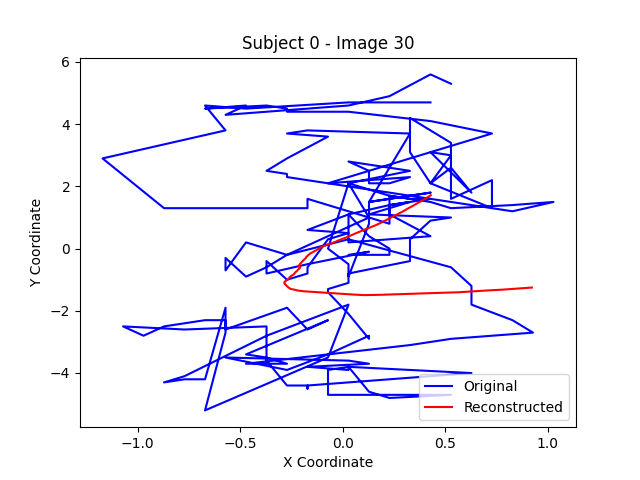 Subject 0 - Image 30
6
4
2
0
−2
−4
Y Coordinate
−1.0 −0.5 0.0 0.5 1.0
X Coordinate
Original
Reconstructed